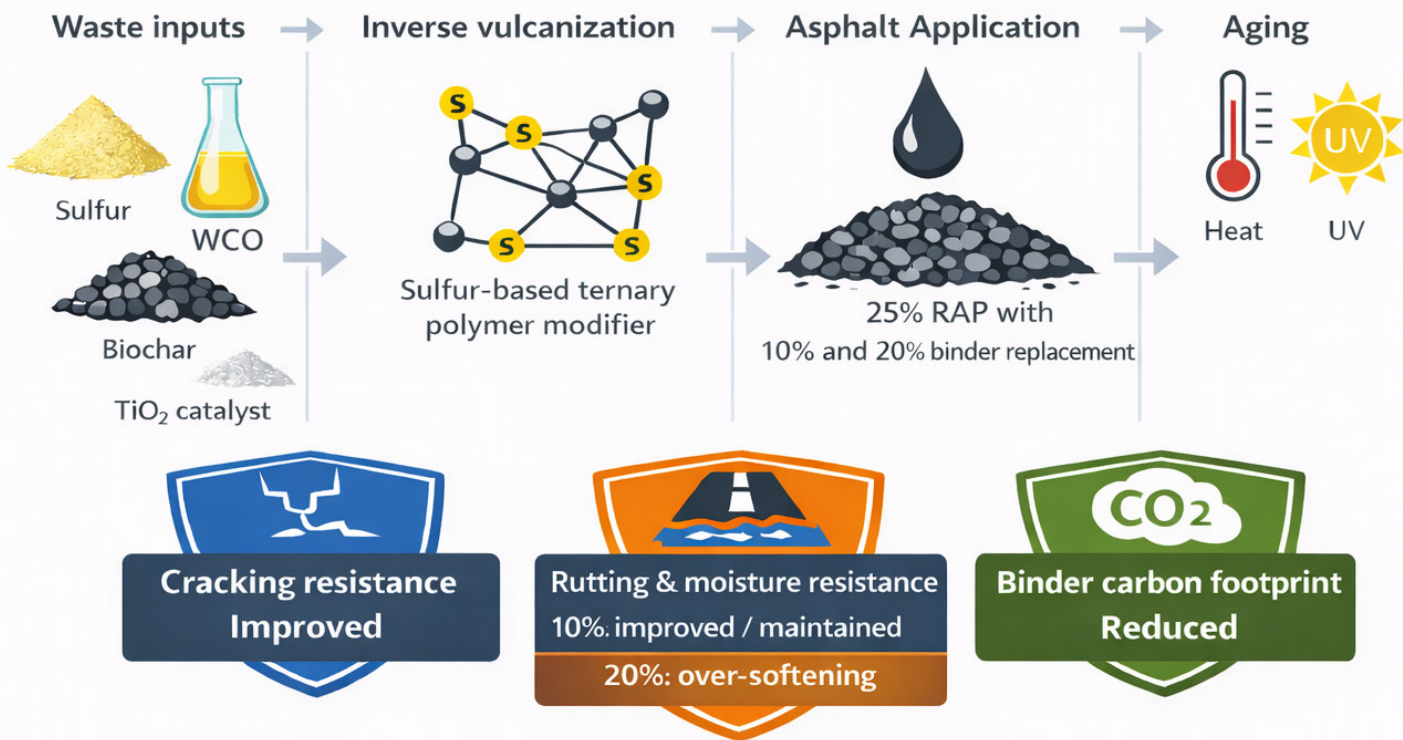 Waste inputs
Inverse vulcanization
Asphalt Application
Aging
Sulfur
WCO
Biochar
TiO₂ catalyst
S
S
S
S
S
Sulfur-based ternary
polymer modifier
25% RAP with
10% and 20% binder replacement
UV
Heat
UV
Cracking resistance
Improved
Rutting & moisture resistance
10%: improved / maintained
20%: over-softening
CO₂
Binder carbon footprint
Reduced